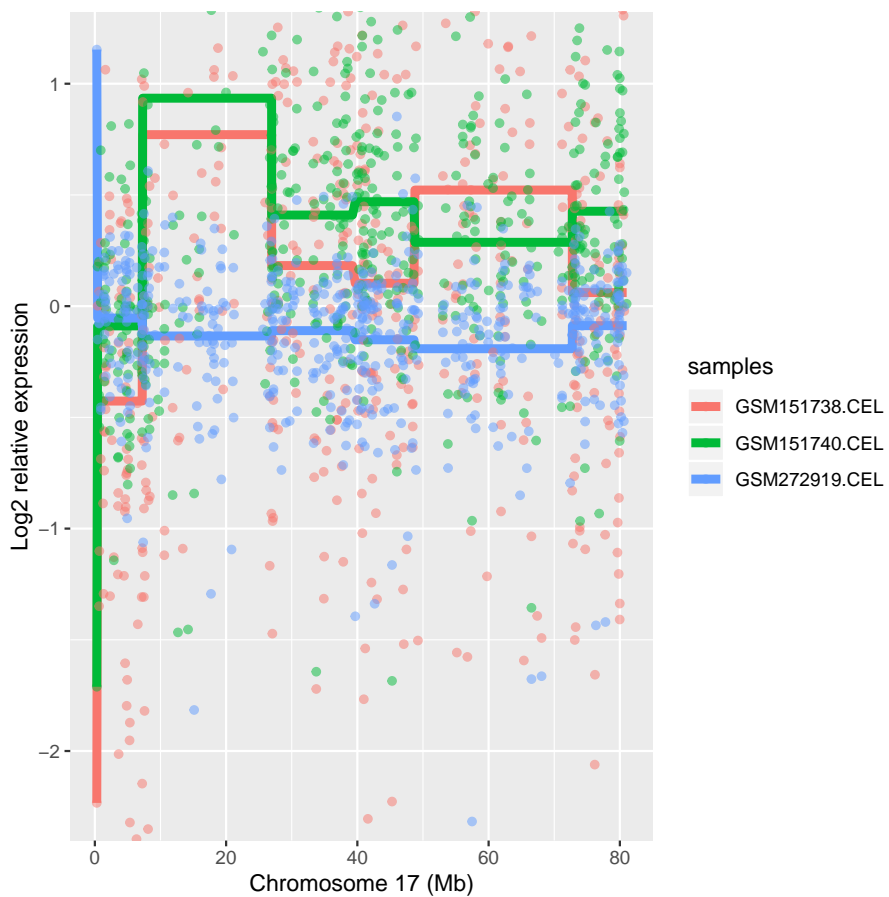 1
0
−1
−2
Log2 relative expression
0
20
40
60
80
Chromosome 17 (Mb)
samples
GSM151738.CEL
GSM151740.CEL
GSM272919.CEL